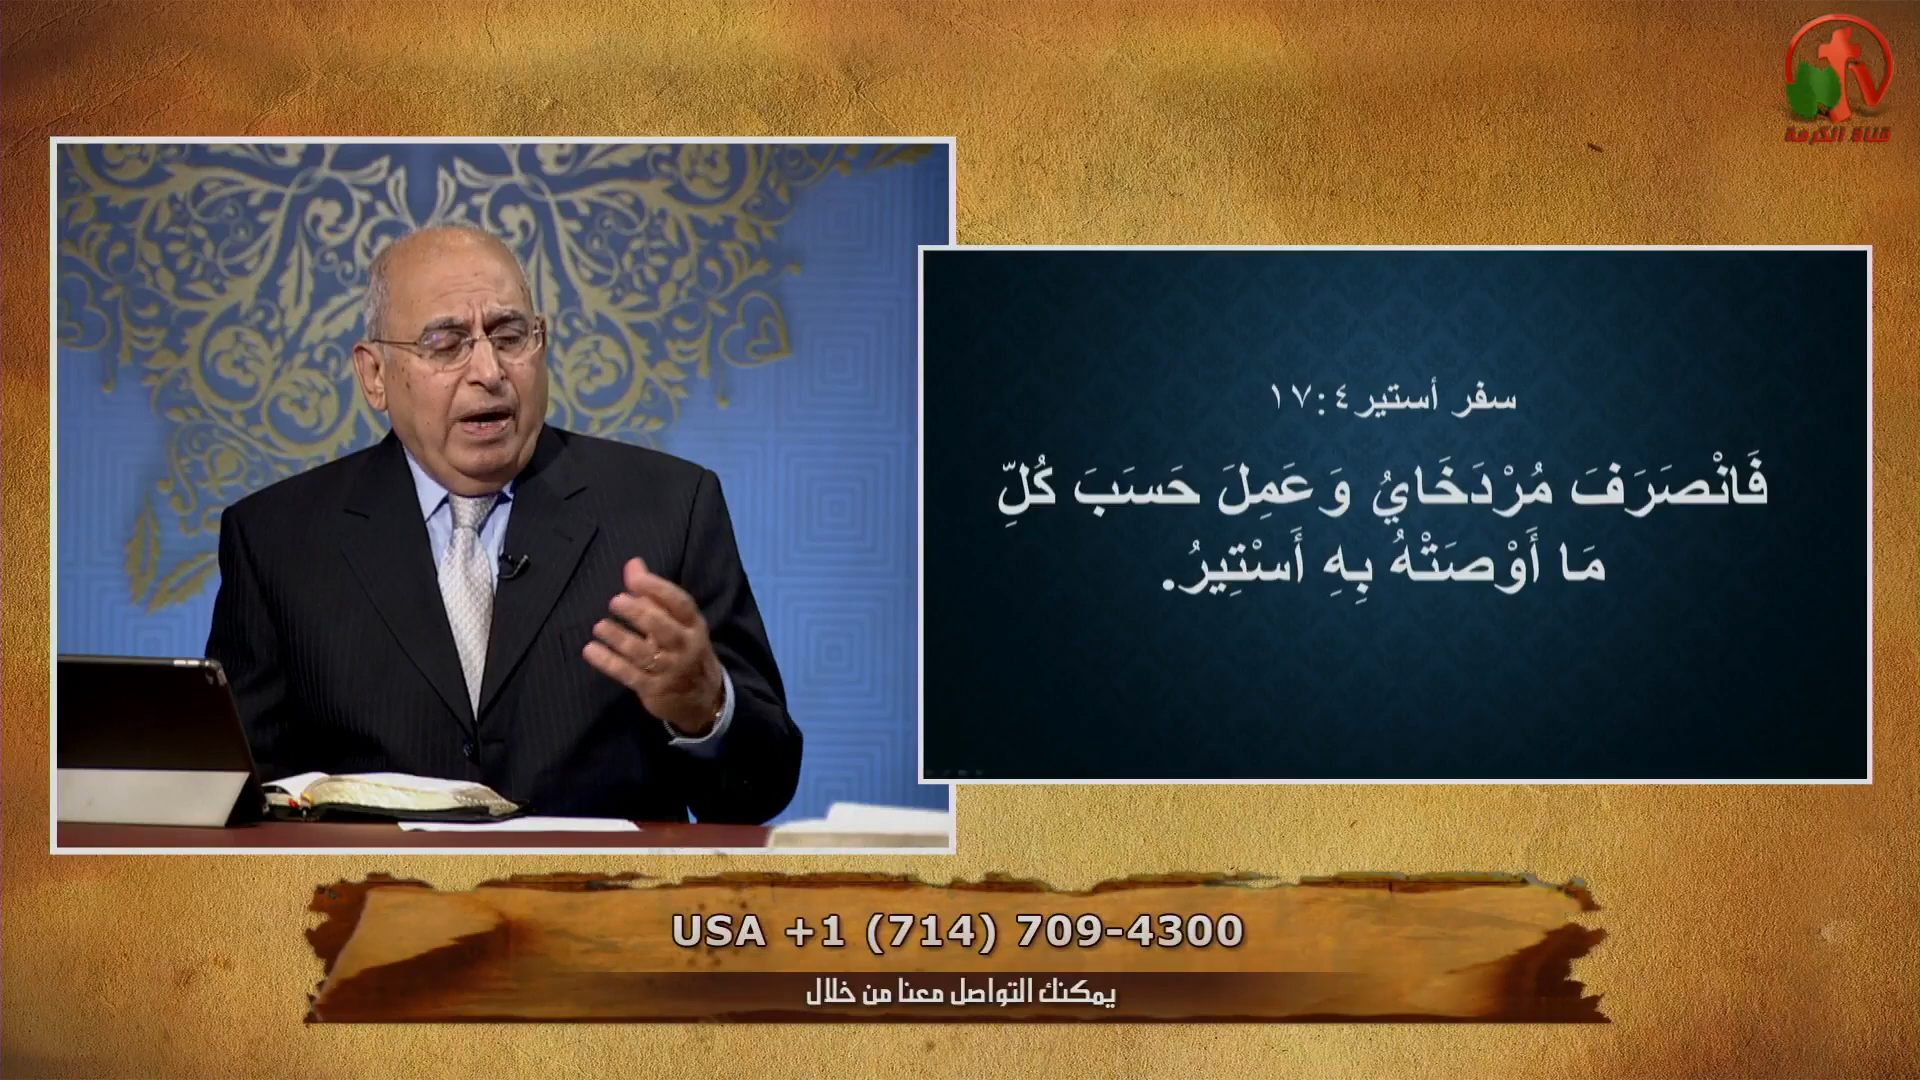 tv
قناة الكرمة
سفر أستير ٤:١٧
فَانْصَرَفَ مُرْدَخَايُ وَعَمِلَ حَسَبَ كُلِّ
مَا أَوْصَتْهُ بِهِ أَسْتِيرُ.
USA +1 (714) 709-4300
يمكنك التواصل معنا من خلال